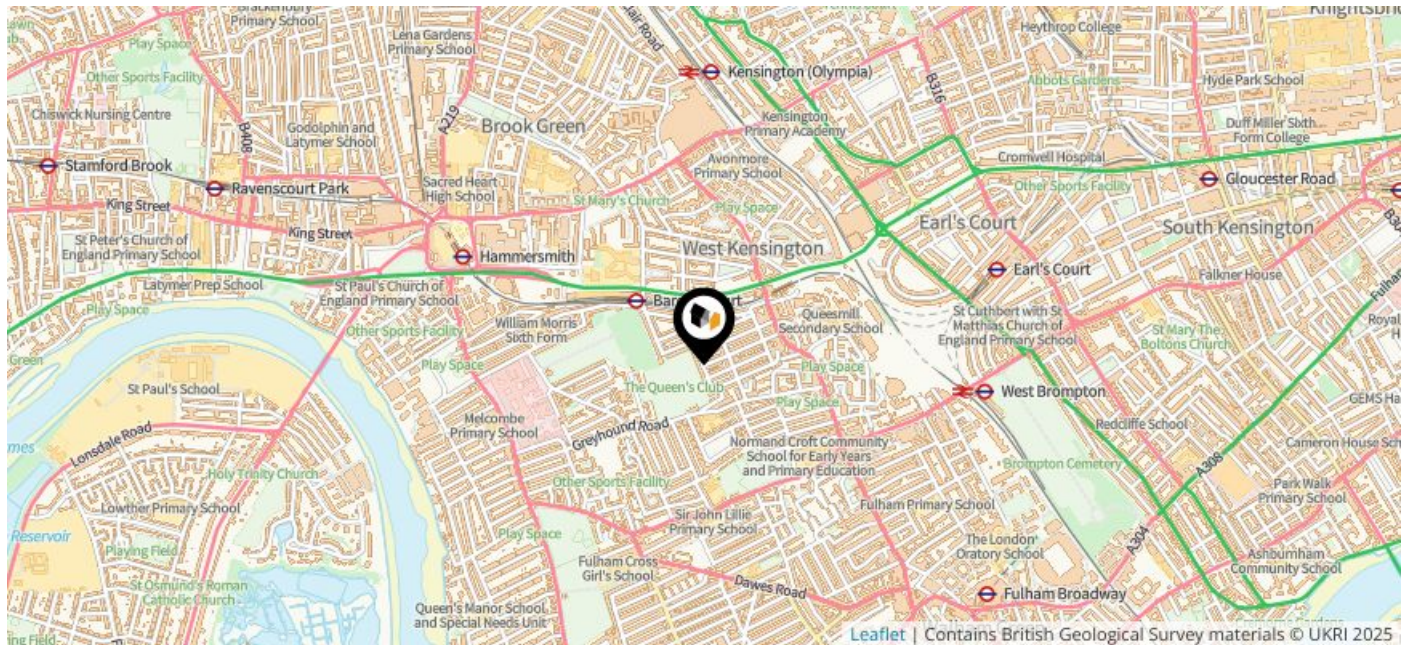 Brackenbury
Primary School
Play Space
Lena Gardens
Primary School
Other Sports Facility
A219
Kensington (Olympia)
B316
Heythrop College
Abbots Gardens
Hyde Park School
Chiswick Nursing Centre
B408
Godolphin and
Latymer School
Brook Green
Kensington
Primary Academy
Duff Miller Sixth
Form College
Stamford Brook
Ravenscourt Park
Sacred Heart
High School
Avonmore
Primary School
Cromwell Hospital
Other Sports Facility
Gloucester Road
King Street
King Street
St Mary's Church
Play Space
Earl's Court
South Kensington
St Peter's Church of
England Primary School
Hammersmith
West Kensington
Earl's Court
Falkner House
Latymer Prep School
St Paul's Church of
England Primary School
Play Space
Other Sports Facility
William Morris
Sixth Form
Queesmill
Secondary School
St Cuthbert with St
Matthias Church of
England Primary School
St Mary The
Boltons Church
Green
St Paul's School
Play Space
The Queen's Club
Play Space
Play Space
West Brompton
Lonsdale Road
Melcombe
Primary School
Greyhound Road
Redcliffe School
Normand Croft Community
School for Early Years
and Primary Education
Brompton Cemetery
A308
Holy Trinity Church
Other Sports Facility
Lowther Primary School
Fulham Primary School
Park Walk
Primary School
Reservoir
Playing Field
Play Space
Sir John Lillie
Primary School
The London
Oratory School
A304
St Osmund's Roman
Catholic Church
Fulham Cross
Girl's School
Dawes Road
Fulham Broadway
Ashburnham
Community School
Queen's Manor School
and Special Needs Unit
Leaflet | Contains British Geological Survey materials © UKRI 2025